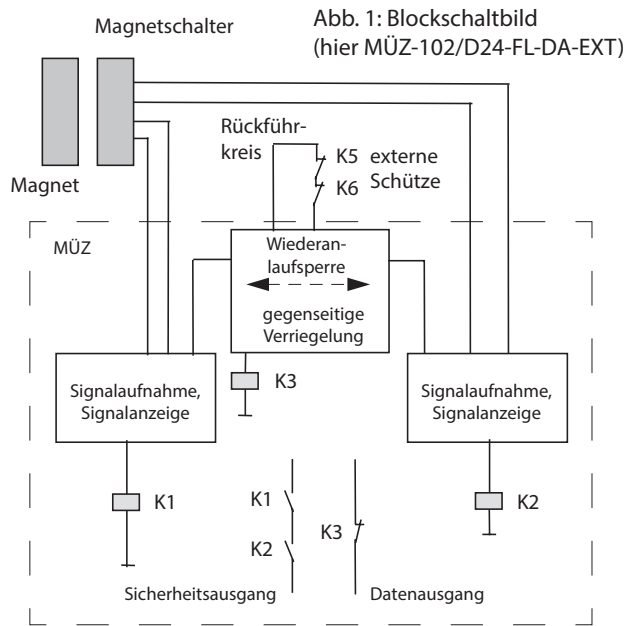 Abb. 1: Blockschaltbild
(hier MÜZ-102/D24-FL-DA-EXT)
Magnetschalter
Magnet
Rückführ-
kreis
K5 externe
K6 Schütze
MÜZ
Wiederan-
laufsperre
gegenseitige
Verriegelung
K3
Signalaufnahme,
Signalanzeige
Signalaufnahme,
Signalanzeige
K1
K1
K2
K3
K2
Sicherheitsausgang
Datenausgang